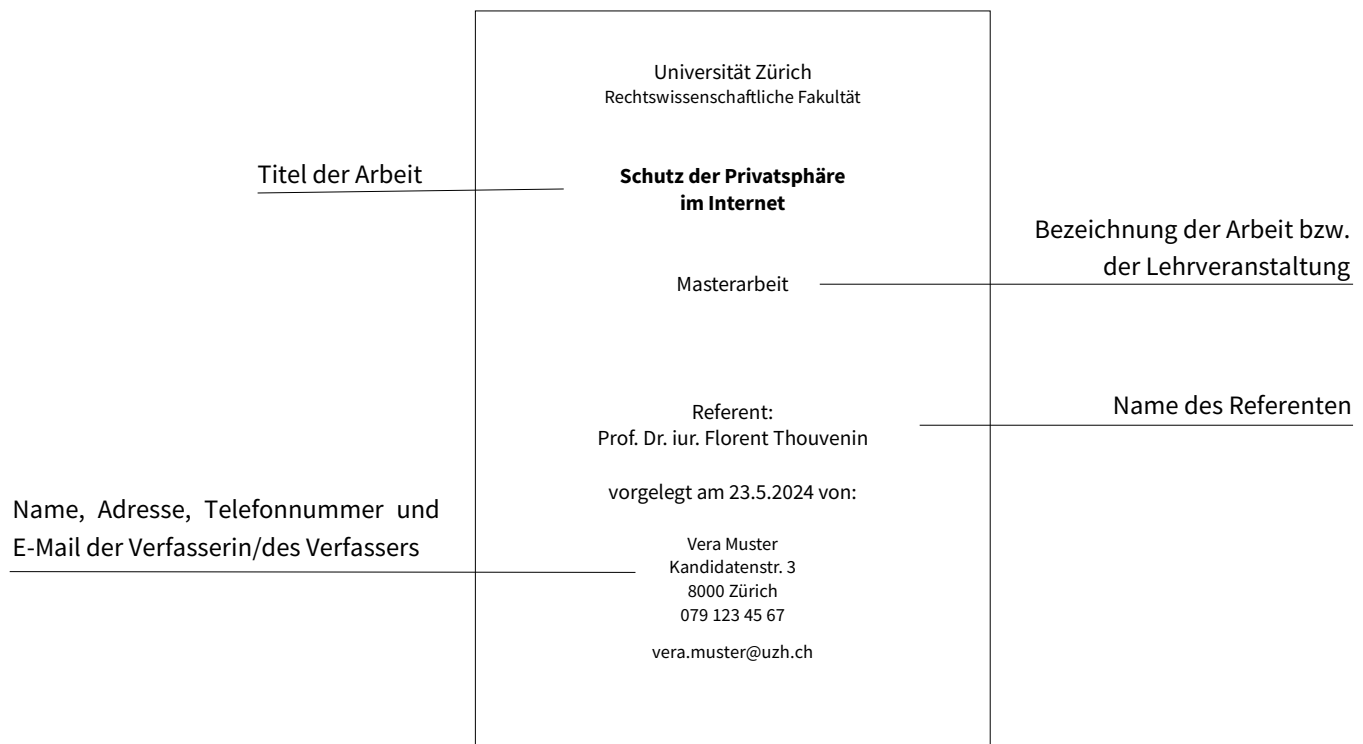 Universität Zürich
Rechtswissenschaftliche Fakultät
Titel der Arbeit
Schutz der Privatsphäre
im Internet
Bezeichnung der Arbeit bzw.
der Lehrveranstaltung
Masterarbeit
Name des Referenten
Referent:
Prof. Dr. iur. Florent Thouvenin
vorgelegt am 23.5.2024 von:
Name, Adresse, Telefonnummer und
E-Mail der Verfasserin/des Verfassers
Vera Muster
Kandidatenstr. 3
8000 Zürich
079 123 45 67
vera.muster@uzh.ch